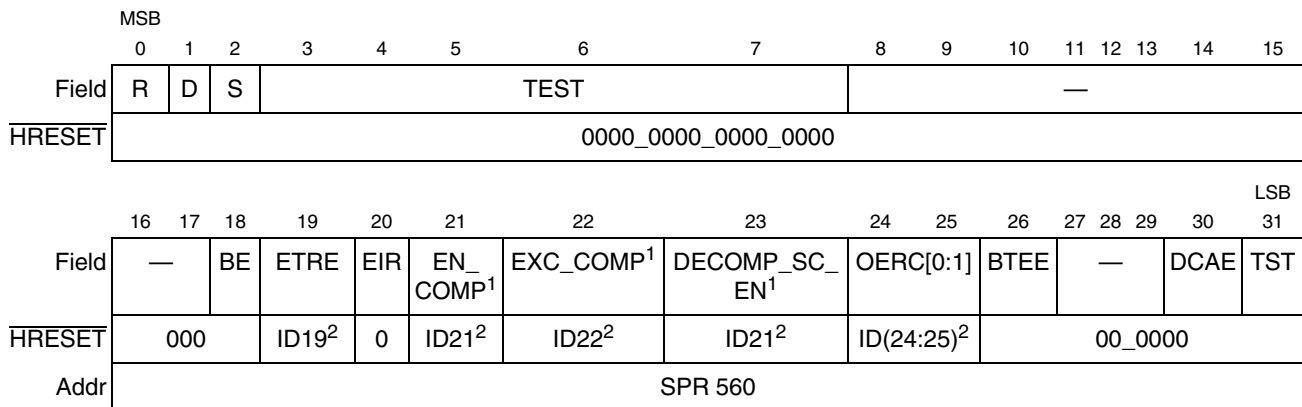 MSB
0 1 2 3 4 5 6 7 8 9 10 11 12 13 14 15
Field R D S TEST —
HRESET 0000_0000_0000_0000
LSB
16 17 18 19 20 21 22 23 24 25 26 27 28 29 30 31
Field — BE ETRE EIR EN_ EXC_COMP1 DECOMP_SC_ OERC[0:1] BTEE — DCAE TST
COMP1 EN1
HRESET 000 ID192 0 ID212 ID222 ID212 ID(24:25)2 00_0000
Addr SPR 560